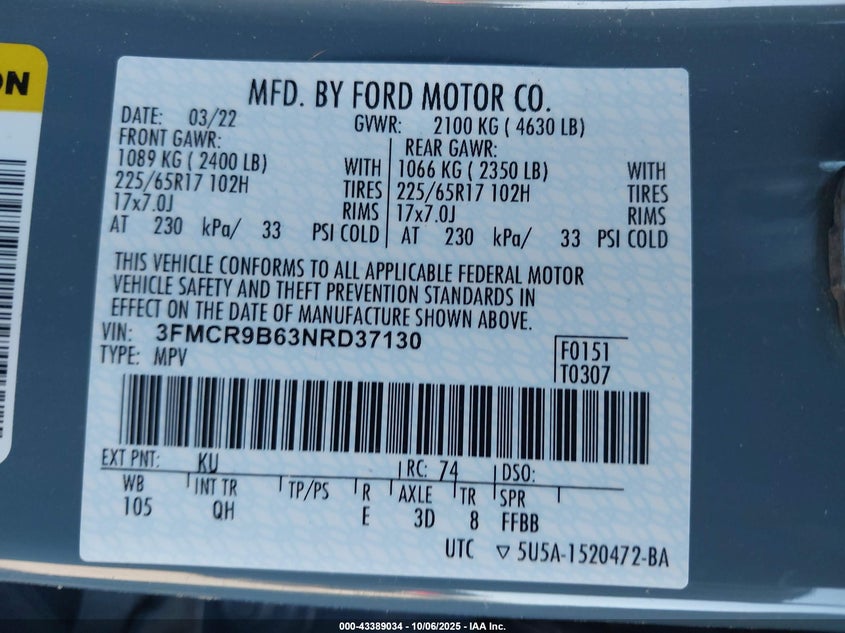 ON
MFD. BY FORD MOTOR CO.
DATE: 03/22 GVWR: 2100 KG ( 4630 LB)
FRONT GAWR: REAR GAWR:
1089 KG ( 2400 LB) WITH 1066 KG ( 2350 LB) WITH
225/65R17 102H TIRES 225/65R17 102H TIRES
17x7.0J RIMS 17x7.0J RIMS
AT 230 kPa/ 33 PSI COLD AT 230 kPa/ 33 PSI COLD
THIS VEHICLE CONFORMS TO ALL APPLICABLE FEDERAL MOTOR
VEHICLE SAFETY AND THEFT PREVENTION STANDARDS IN
EFFECT ON THE DATE OF MANUFACTURE SHOWN ABOVE.
VIN: 3FMCR9B63NRD37130
TYPE: MPV
F0151
T0307
EXT PNT: KU RC: 74 DSO:
WB INT TR TP/PS R AXLE TR SPR
105 QH E 3D 8 FFBB
UTC ▽ 5U5A-1520472-BA
000-43389034 - 10/06/2025 - IAA Inc.